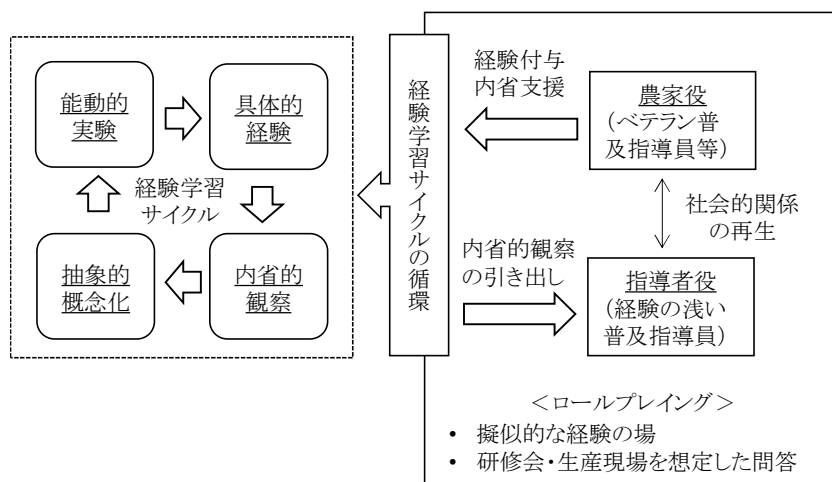 能動的
実験
具体的
経験
経験学習
サイクル
抽象的
概念化
内省的
観察
経験学習サイクルの循環
経験付与
内省支援
農家役
（ベテラン普
及指導員等）
社会的関係
の再生
内省的観察
の引き出し
指導者役
（経験の浅い
普及指導員）
＜ロールプレイング＞
• 擬似的な経験の場
• 研修会・生産現場を想定した問答